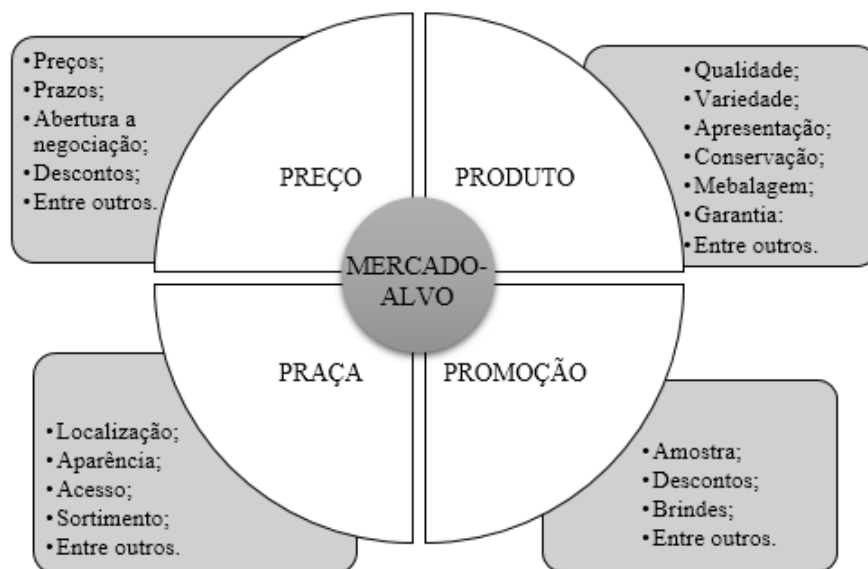 •Preços;
•Prazos;
•Abertura a
negociação;
•Descontos;
•Entre outros.
PREÇO
PRODUTO
•Qualidade;
•Variedade;
•Apresentação;
•Conservação;
•Mebalagem;
•Garantia:
•Entre outros.
MERCADO-
ALVO
PRAÇA
PROMOÇÃO
•Localização;
•Aparência;
•Acesso;
•Sortimento;
•Entre outros.
•Amostra;
•Descontos;
•Brindes;
•Entre outros.